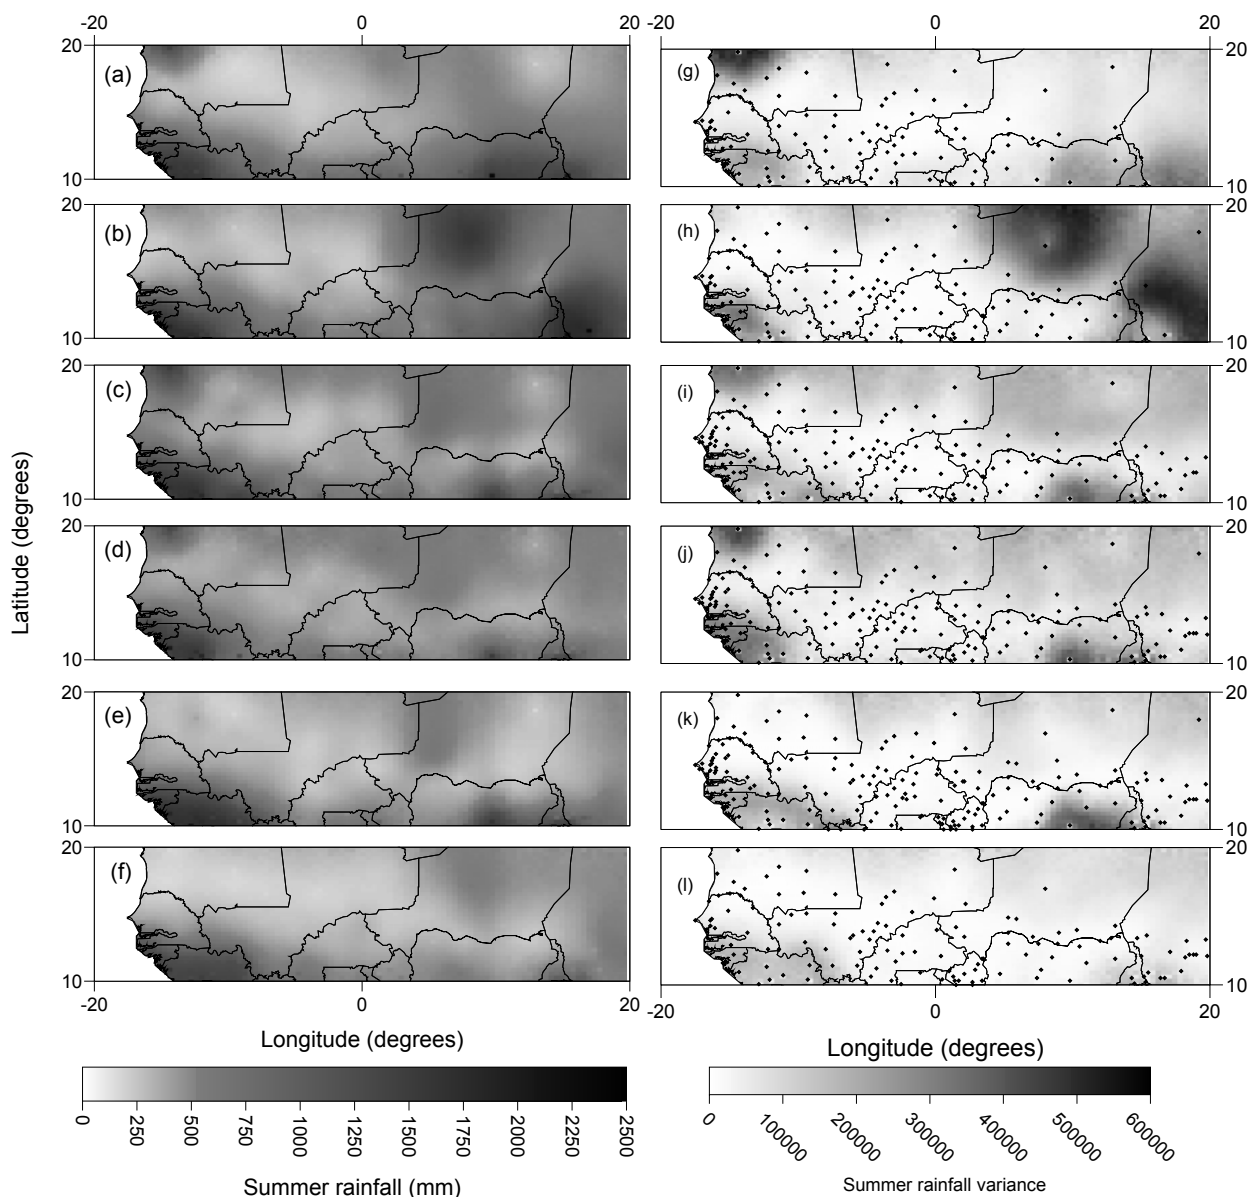 -20 0 20 -20 0 20
20 (a) 10 (g) 20 10
20 (b) 10 (h) 20 10
20 (c) 10 (i) 20 10
20 (d) 10 (j) 20 10
20 (e) 10 (k) 20 10
20 (f) 10 (l) 20 10
Latitude (degrees)
-20 0 20 -20 0 20
Longitude (degrees) Longitude (degrees)
0 250 500 750 1000 1250 1500 1750 2000 2250 2500
Summer rainfall (mm)
0 100000 200000 300000 400000 500000 600000
Summer rainfall variance